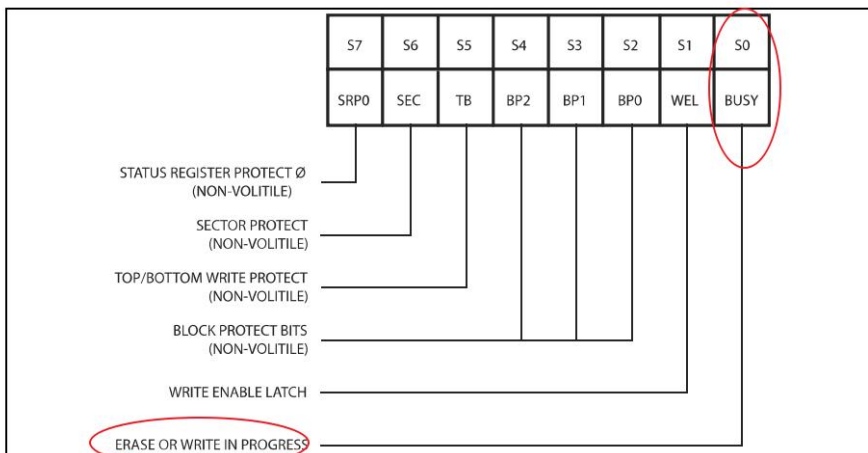 S7 S6 S5 S4 S3 S2 S1 S0
SRP0 SEC TB BP2 BP1 BP0 WEL BUSY
STATUS REGISTER PROTECT Ø
(NON-VOLITILE)
SECTOR PROTECT
(NON-VOLITILE)
TOP/BOTTOM WRITE PROTECT
(NON-VOLITILE)
BLOCK PROTECT BITS
(NON-VOLITILE)
WRITE ENABLE LATCH
ERASE OR WRITE IN PROGRESS